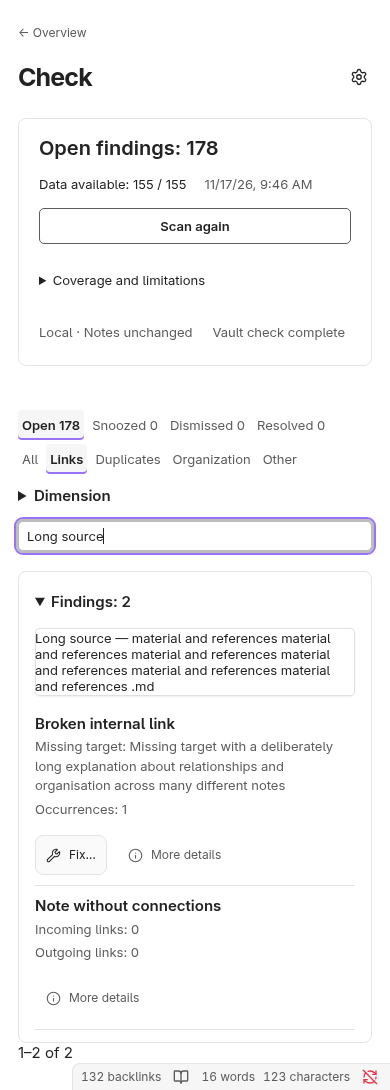 ← Overview
Check
Open findings: 178
Data available: 155 / 155 11/17/26, 9:46 AM
Scan again
▶ Coverage and limitations
Local · Notes unchanged Vault check complete
Open 178 Snoozed 0 Dismissed 0 Resolved 0
All Links Duplicates Organization Other
▶ Dimension
Long source
▼ Findings: 2
Long source — material and references material
and references material and references material
and references material and references material
and references .md
Broken internal link
Missing target: Missing target with a deliberately
long explanation about relationships and
organisation across many different notes
Occurrences: 1
Fix... More details
Note without connections
Incoming links: 0
Outgoing links: 0
More details
1–2 of 2
132 backlinks 16 words 123 characters